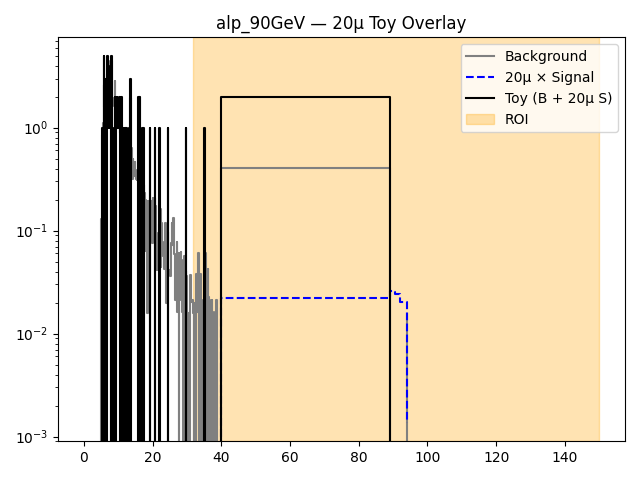 alp_90GeV — 20μ Toy Overlay
Background
20μ × Signal
Toy (B + 20μ S)
ROI
10⁰
10⁻¹
10⁻²
10⁻³
0 20 40 60 80 100 120 140